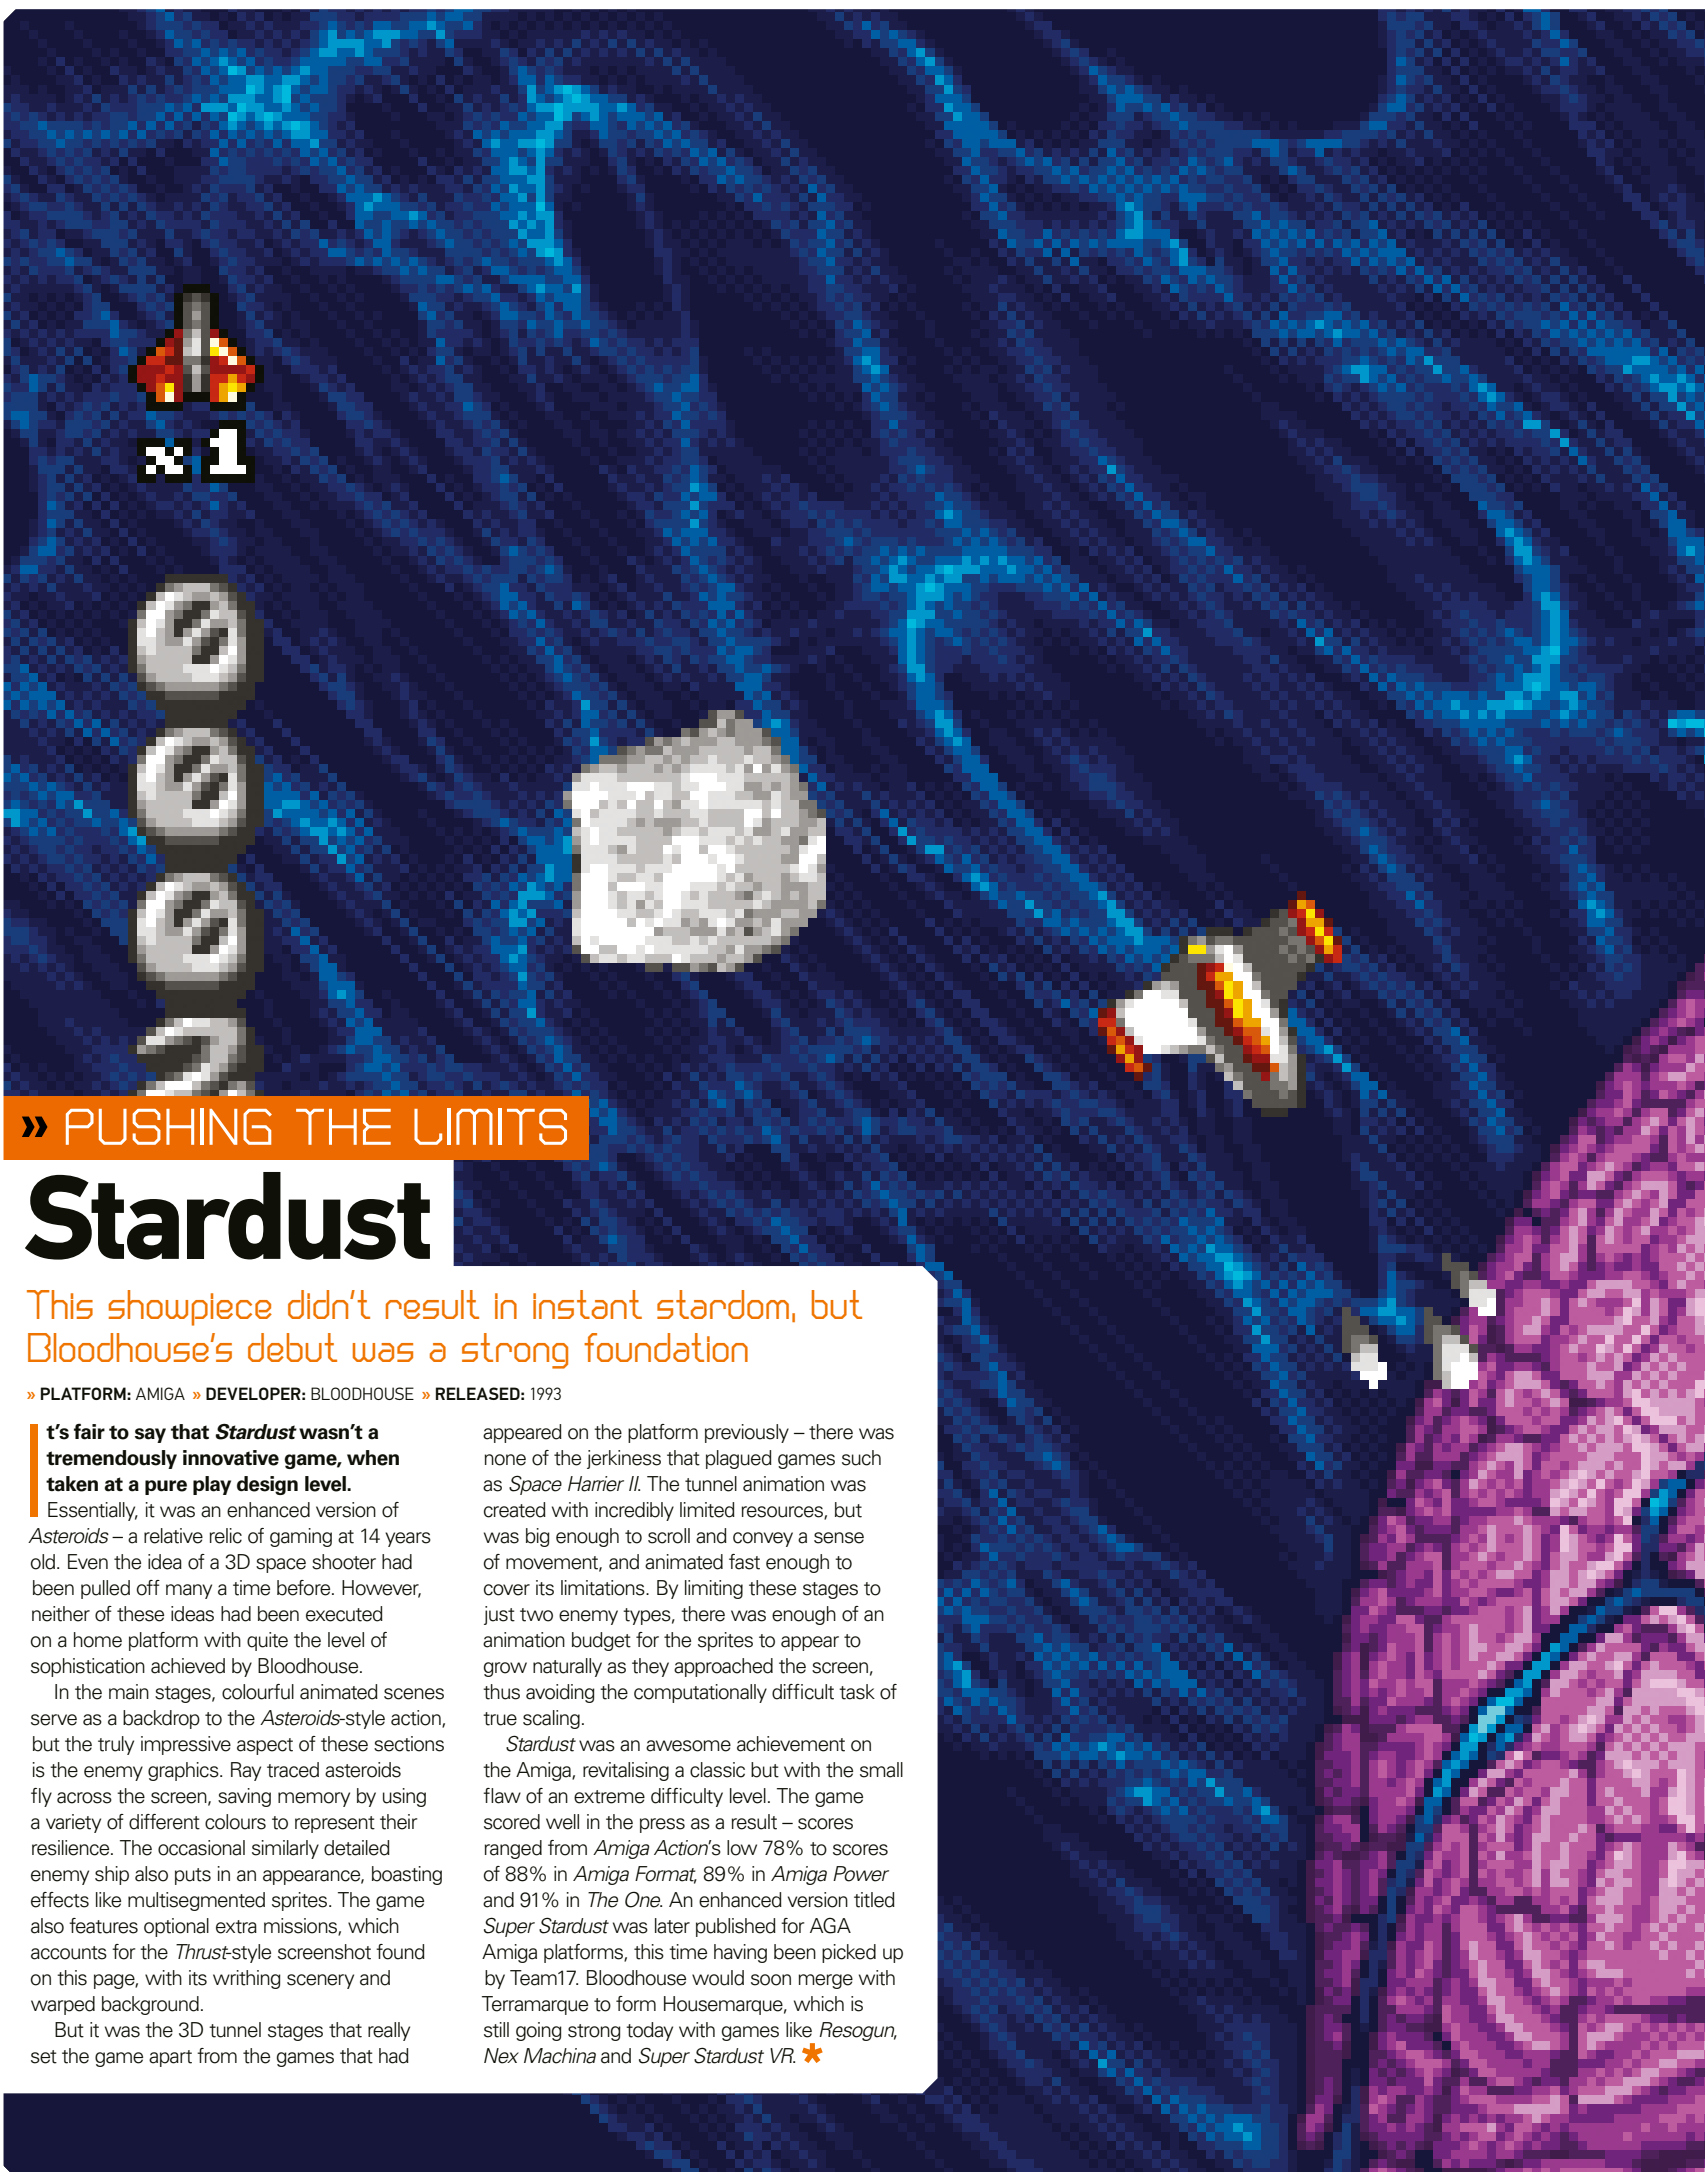 x1
» PUSHING THE LIMITS
Stardust
This showpiece didn't result in instant stardom, but
Bloodhouse's debut was a strong foundation
» PLATFORM: AMIGA » DEVELOPER: BLOODHOUSE » RELEASED: 1993
It's fair to say that Stardust wasn't a
tremendously innovative game, when
taken at a pure play design level.
Essentially, it was an enhanced version of
Asteroids – a relative relic of gaming at 14 years
old. Even the idea of a 3D space shooter had
been pulled off many a time before. However,
neither of these ideas had been executed
on a home platform with quite the level of
sophistication achieved by Bloodhouse.
In the main stages, colourful animated scenes
serve as a backdrop to the Asteroids-style action,
but the truly impressive aspect of these sections
is the enemy graphics. Ray traced asteroids
fly across the screen, saving memory by using
a variety of different colours to represent their
resilience. The occasional similarly detailed
enemy ship also puts in an appearance, boasting
effects like multisegmented sprites. The game
also features optional extra missions, which
accounts for the Thrust-style screenshot found
on this page, with its writhing scenery and
warped background.
But it was the 3D tunnel stages that really
set the game apart from the games that had
appeared on the platform previously – there was
none of the jerkiness that plagued games such
as Space Harrier II. The tunnel animation was
created with incredibly limited resources, but
was big enough to scroll and convey a sense
of movement, and animated fast enough to
cover its limitations. By limiting these stages to
just two enemy types, there was enough of an
animation budget for the sprites to appear to
grow naturally as they approached the screen,
thus avoiding the computationally difficult task of
true scaling.
Stardust was an awesome achievement on
the Amiga, revitalising a classic but with the small
flaw of an extreme difficulty level. The game
scored well in the press as a result – scores
ranged from Amiga Action's low 78% to scores
of 88% in Amiga Format, 89% in Amiga Power
and 91% in The One. An enhanced version titled
Super Stardust was later published for AGA
Amiga platforms, this time having been picked up
by Team17. Bloodhouse would soon merge with
Terramarque to form Housemarque, which is
still going strong today with games like Resogun,
Nex Machina and Super Stardust VR. *